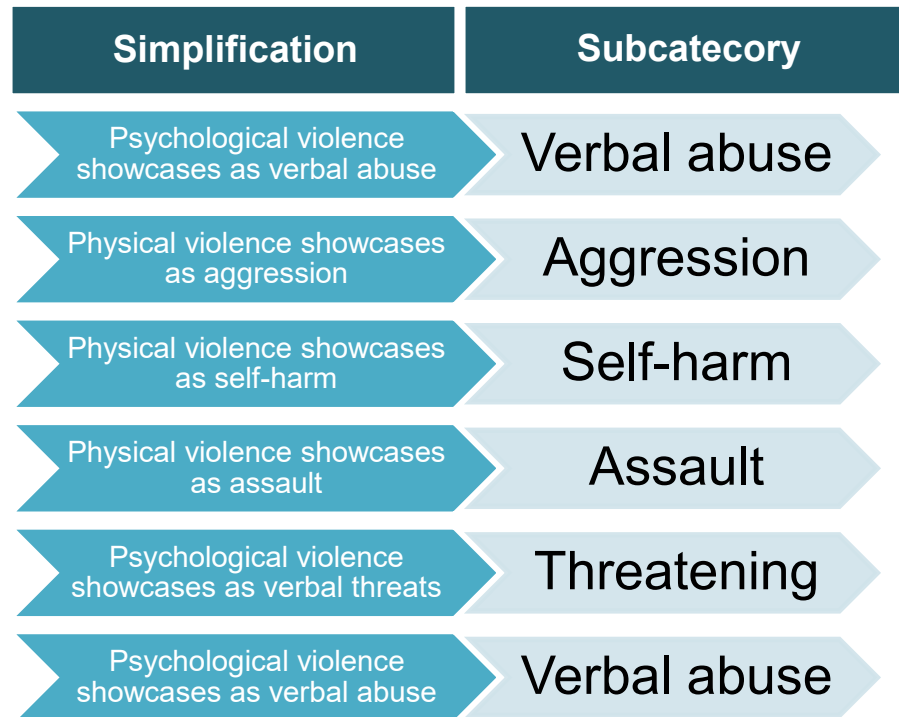 Simplification
Subcatecory
Psychological violence
showcases as verbal abuse
Verbal abuse
Physical violence showcases
as aggression
Aggression
Physical violence showcases
as self-harm
Self-harm
Physical violence showcases
as assault
Assault
Psychological violence
showcases as verbal threats
Threatening
Psychological violence
showcases as verbal abuse
Verbal abuse